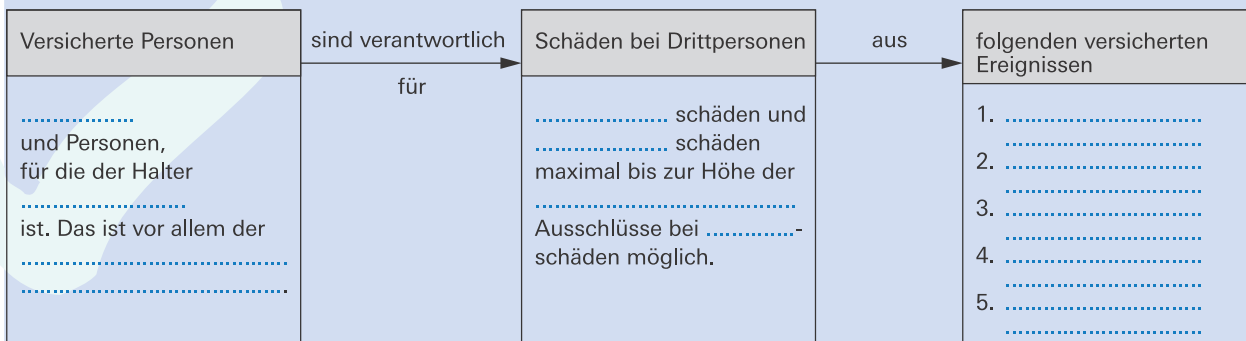 Versicherte Personen
sind verantwortlich
für
Schäden bei Drittpersonen
aus
folgenden versicherten
Ereignissen
....................
und Personen,
für die der Halter
..............................
ist. Das ist vor allem der
................................................
.................................................
........................ schäden und
........................ schäden
maximal bis zur Höhe der
................................................
Ausschlüsse bei ................-
schäden möglich.
1. ....................................
....................................
2. ....................................
....................................
3. ....................................
....................................
4. ....................................
....................................
5. ....................................
....................................